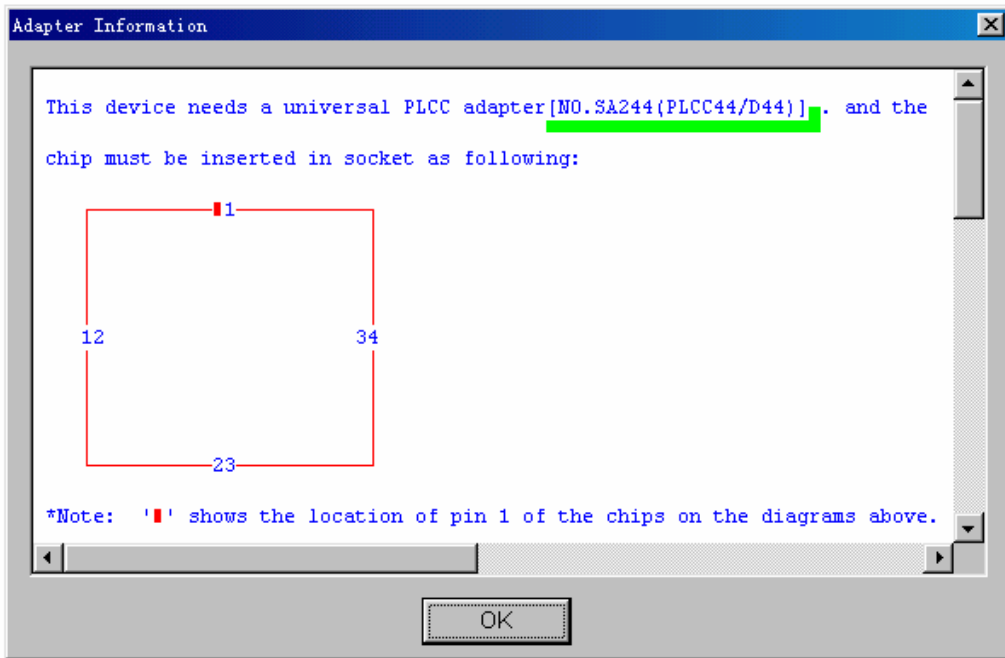 Adapter Information
This device needs a universal PLCC adapter[NO.SA244(PLCC44/D44)] . and the
chip must be inserted in socket as following:
1
12 34
23
*Note: '▮' shows the location of pin 1 of the chips on the diagrams above.
OK